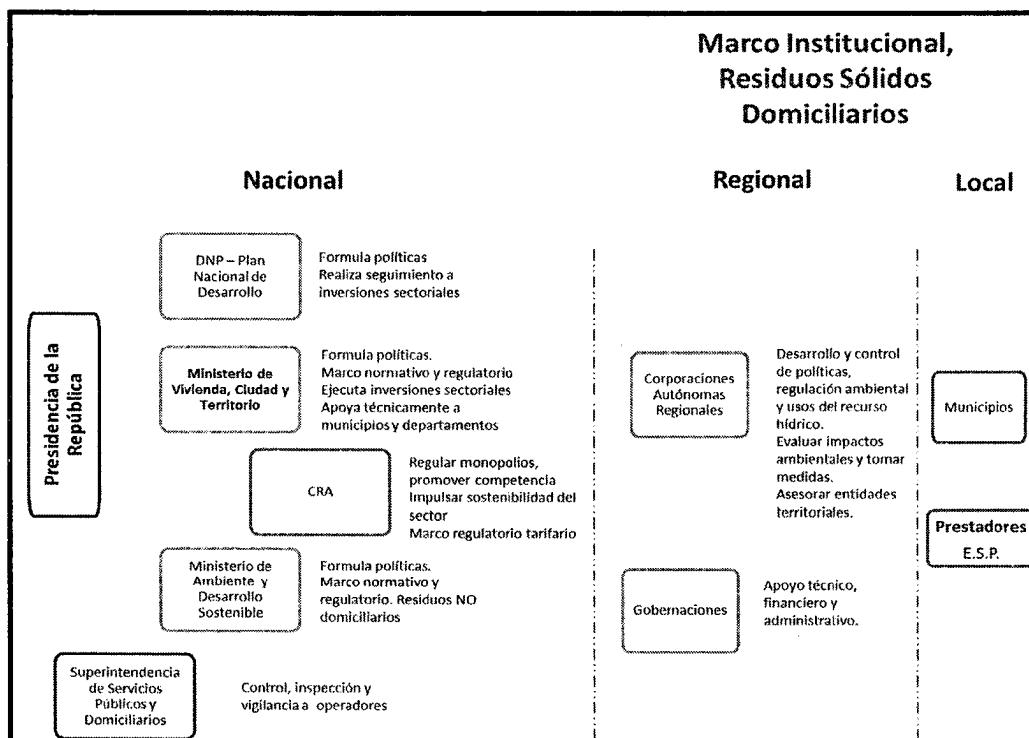 Marco Institucional,
Residuos Sólidos
Domiciliarios
Nacional
Regional
Local
Presidencia de la
República
DNP – Plan
Nacional de
Desarrollo
Formula políticas
Realiza seguimiento a
inversiones sectoriales
Ministerio de
Vivienda, Ciudad y
Territorio
Formula políticas.
Marco normativo y regulatorio
Ejecuta inversiones sectoriales
Apoya técnicamente a
municipios y departamentos
CRA
Regular monopolios,
promover competencia
Impulsar sostenibilidad del
sector
Marco regulatorio tarifario
Ministerio de
Ambiente y
Desarrollo
Sostenible
Formula políticas.
Marco normativo y
regulatorio. Residuos NO
domiciliarios
Superintendencia
de Servicios
Públicos y
Domiciliarios
Control, inspección y
vigilancia a operadores
Corporaciones
Autónomas
Regionales
Desarrollo y control
de políticas,
regulación ambiental
y usos del recurso
hídrico.
Evaluar impactos
ambientales y tomar
medidas.
Asesorar entidades
territoriales.
Gobernaciones
Apoyo técnico,
financiero y
administrativo.
Municipios
Prestadores
E.S.P.